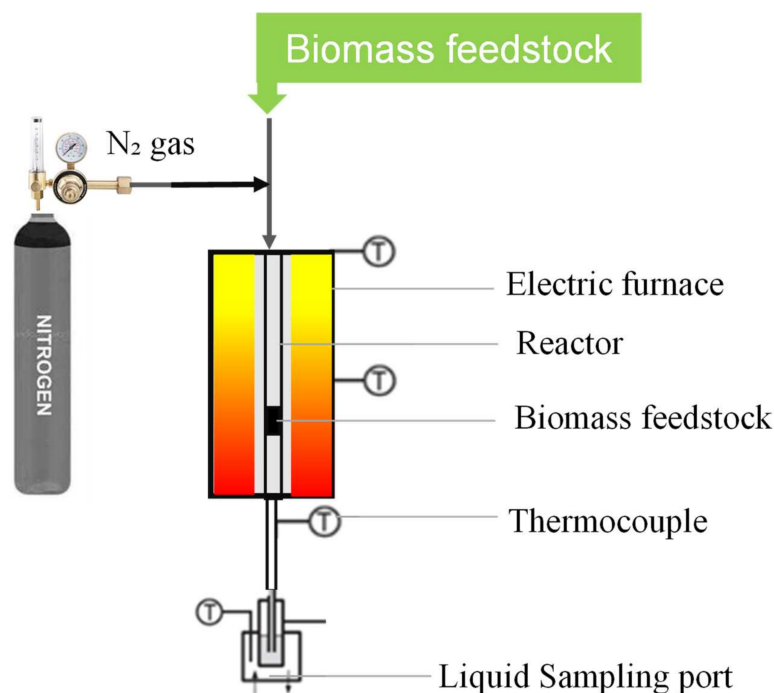 Biomass feedstock
N₂ gas
T
Electric furnace
NITROGEN
Reactor
T
Biomass feedstock
T
Thermocouple
T
Liquid Sampling port